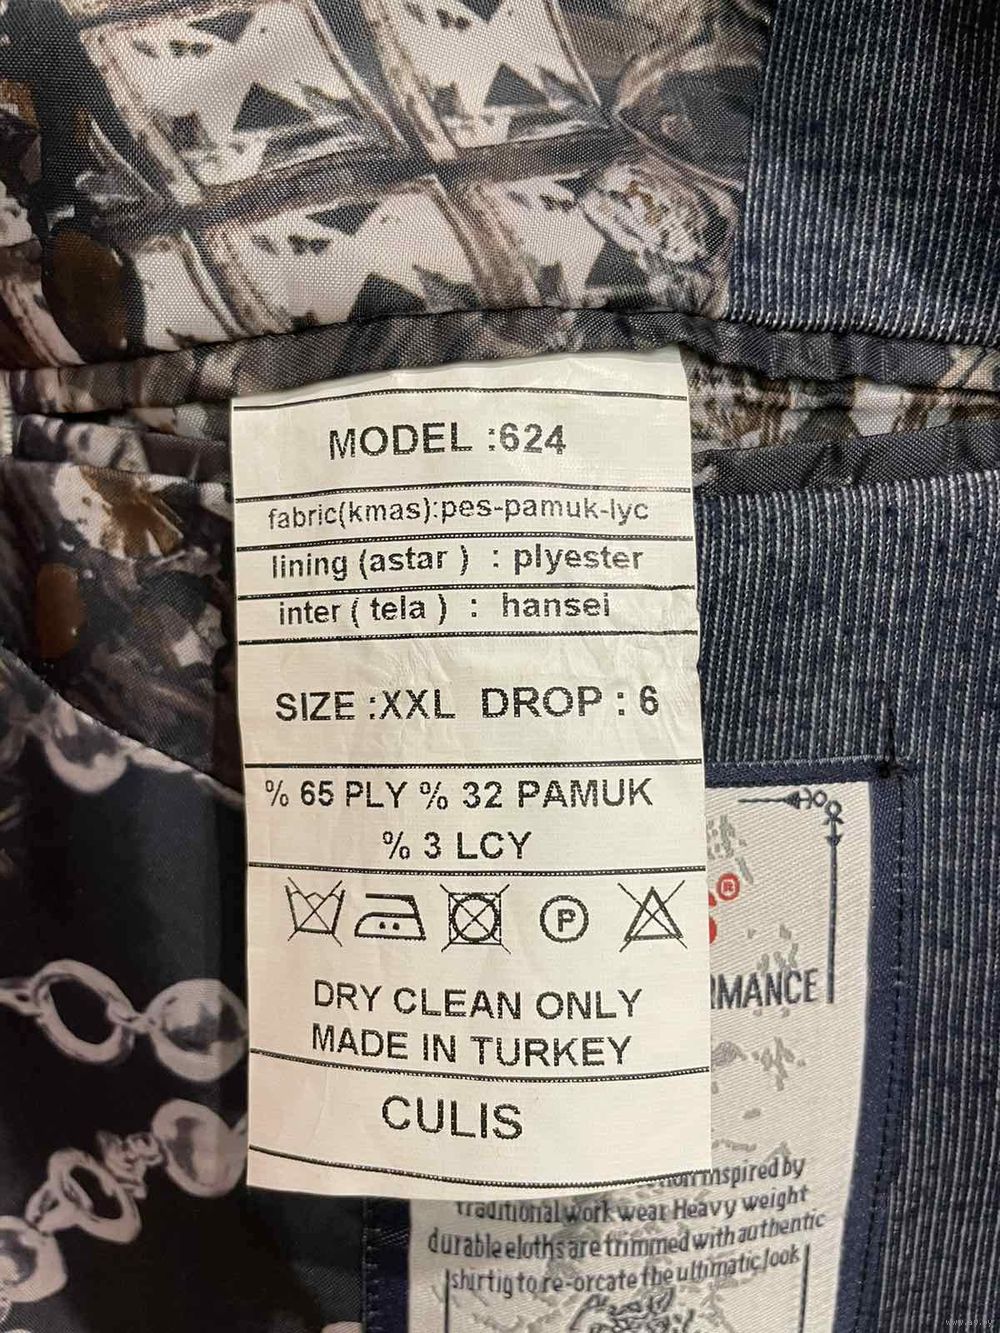 MODEL :624
fabric(kmas):pes-pamuk-lyc
lining (astar ) : plyester
inter ( tela ) : hansei
SIZE :XXL DROP : 6
% 65 PLY % 32 PAMUK
% 3 LCY
P
DRY CLEAN ONLY
MADE IN TURKEY
CULIS
®
RMANCE
inspired by
traditional work wear Heavy weight
durable eloths are trimmed with authentic
shirtig to re-orcate the ultimatic look